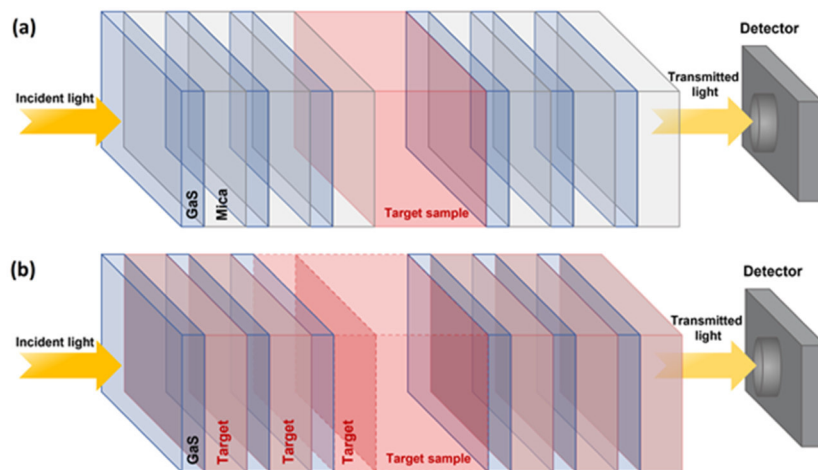 (a)
Detector
Incident light
Transmitted
light
GaS
Mica
Target sample
(b)
Detector
Incident light
Transmitted
light
GaS
Target
Target
Target
Target sample